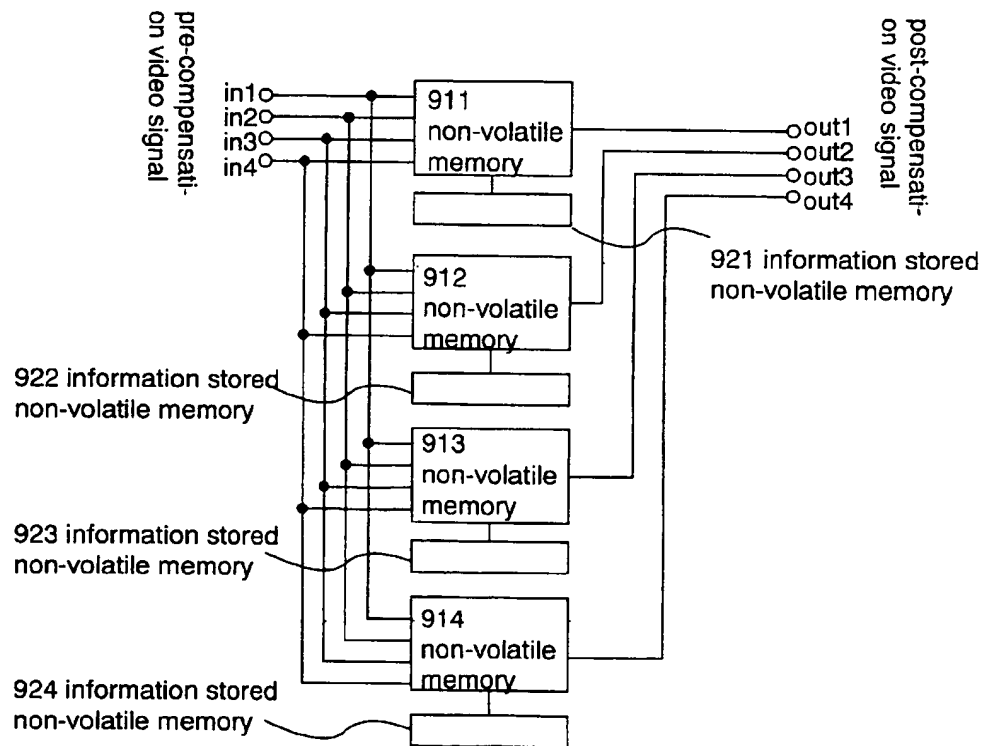 pre-compensati-
on video signal
in1
in2
in3
in4
911
non-volatile
memory
out1
out2
out3
out4
post-compensati-
on video signal
921 information stored
non-volatile memory
912
non-volatile
memory
922 information stored
non-volatile memory
913
non-volatile
memory
923 information stored
non-volatile memory
914
non-volatile
memory
924 information stored
non-volatile memory